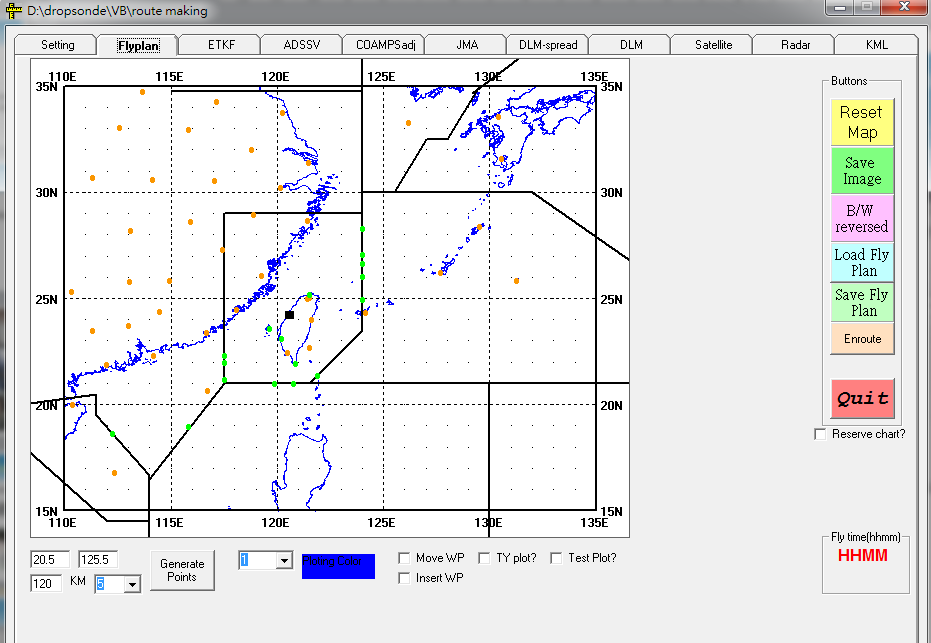 D:\dropsonde\VB\route making
Setting Flyplan ETKF ADSSV COAMPSadj JMA DLM-spread DLM Satellite Radar KML
110E 115E 120E 125E 130E 135E
35N 35N
30N 30N
25N 25N
20N 20N
15N 15N
110E 115E 120E 125E 130E 135E
Buttons
Reset
Map
Save
Image
B/W
reversed
Load Fly
Plan
Save Fly
Plan
Enroute
Quit
Reserve chart?
Fly time(hhmm)
HHMM
20.5 125.5
120 KM 5
Generate
Points
1
Ploting Color
Move WP TY plot? Test Plot?
Insert WP